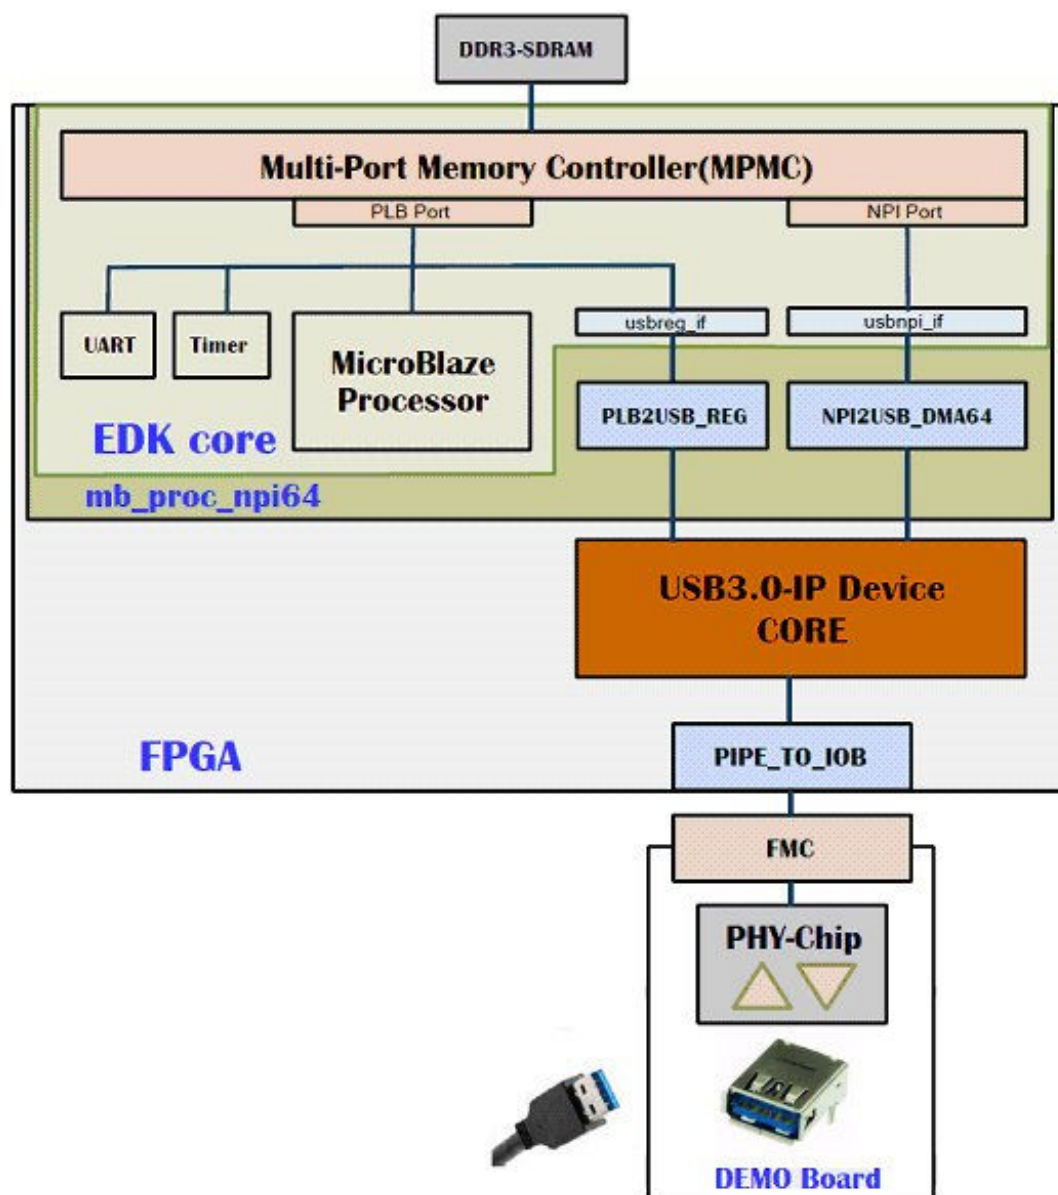 DDR3-SDRAM
Multi-Port Memory Controller(MPMC)
PLB Port
NPI Port
usbreg_if
usbnpi_if
UART
Timer
MicroBlaze
Processor
PLB2USB_REG
NPI2USB_DMA64
EDK core
mb_proc_npi64
USB3.0-IP Device
CORE
FPGA
PIPE_TO_IOB
FMC
PHY-Chip
DEMO Board